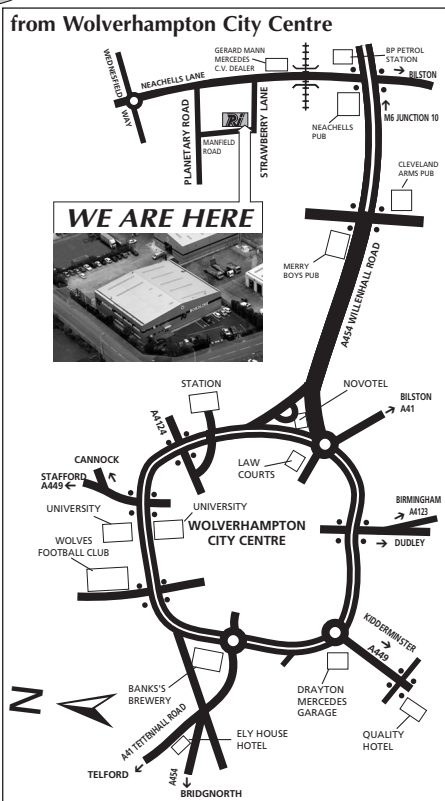 from Wolverhampton City Centre
GERARD MANN
MERCEDES
C.V. DEALER
BP PETROL
STATION
BILSTON
WEDNESFIELD
WAY
NEACHELLS LANE
M6 JUNCTION 10
NEACHELLS
PUB
PLANETARY ROAD
MANFIELD
ROAD
STRAWBERRY LANE
CLEVELAND
ARMS PUB
WE ARE HERE
MERRY
BOYS PUB
A454 WILLENHALL ROAD
STATION
NOVOTEL
BILSTON
A41
A4124
CANNOCK
STAFFORD
A449
LAW
COURTS
UNIVERSITY
UNIVERSITY
BIRMINGHAM
A4123
WOLVERHAMPTON
CITY CENTRE
DUDLEY
WOLVES
FOOTBALL CLUB
KIDDERMINSTER
A449
N
BANKS'S
BREWERY
DRAYTON
MERCEDES
GARAGE
QUALITY
HOTEL
A41 TETTENHALL ROAD
ELY HOUSE
HOTEL
TELFORD
A454
BRIDGNORTH